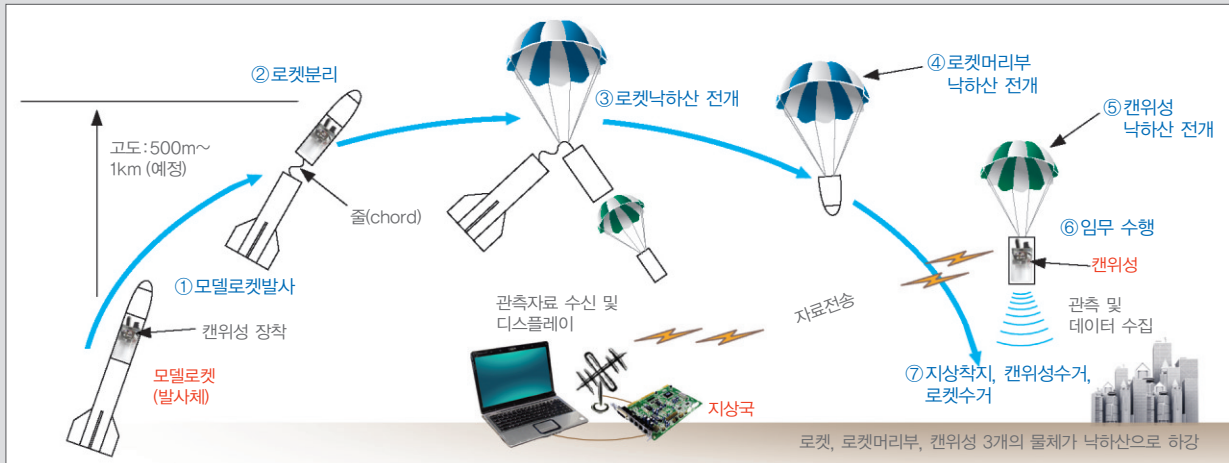 ②로켓분리
고도:500m~
1km (예정)
줄(chord)
①모델로켓발사
캔위성 장착
모델로켓
(발사체)
③로켓낙하산 전개
④로켓머리부
낙하산 전개
⑤캔위성
낙하산 전개
⑥임무 수행
캔위성
관측 및
데이터 수집
자료전송
관측자료 수신 및
디스플레이
지상국
⑦지상착지, 캔위성수거,
로켓수거
로켓, 로켓머리부, 캔위성 3개의 물체가 낙하산으로 하강